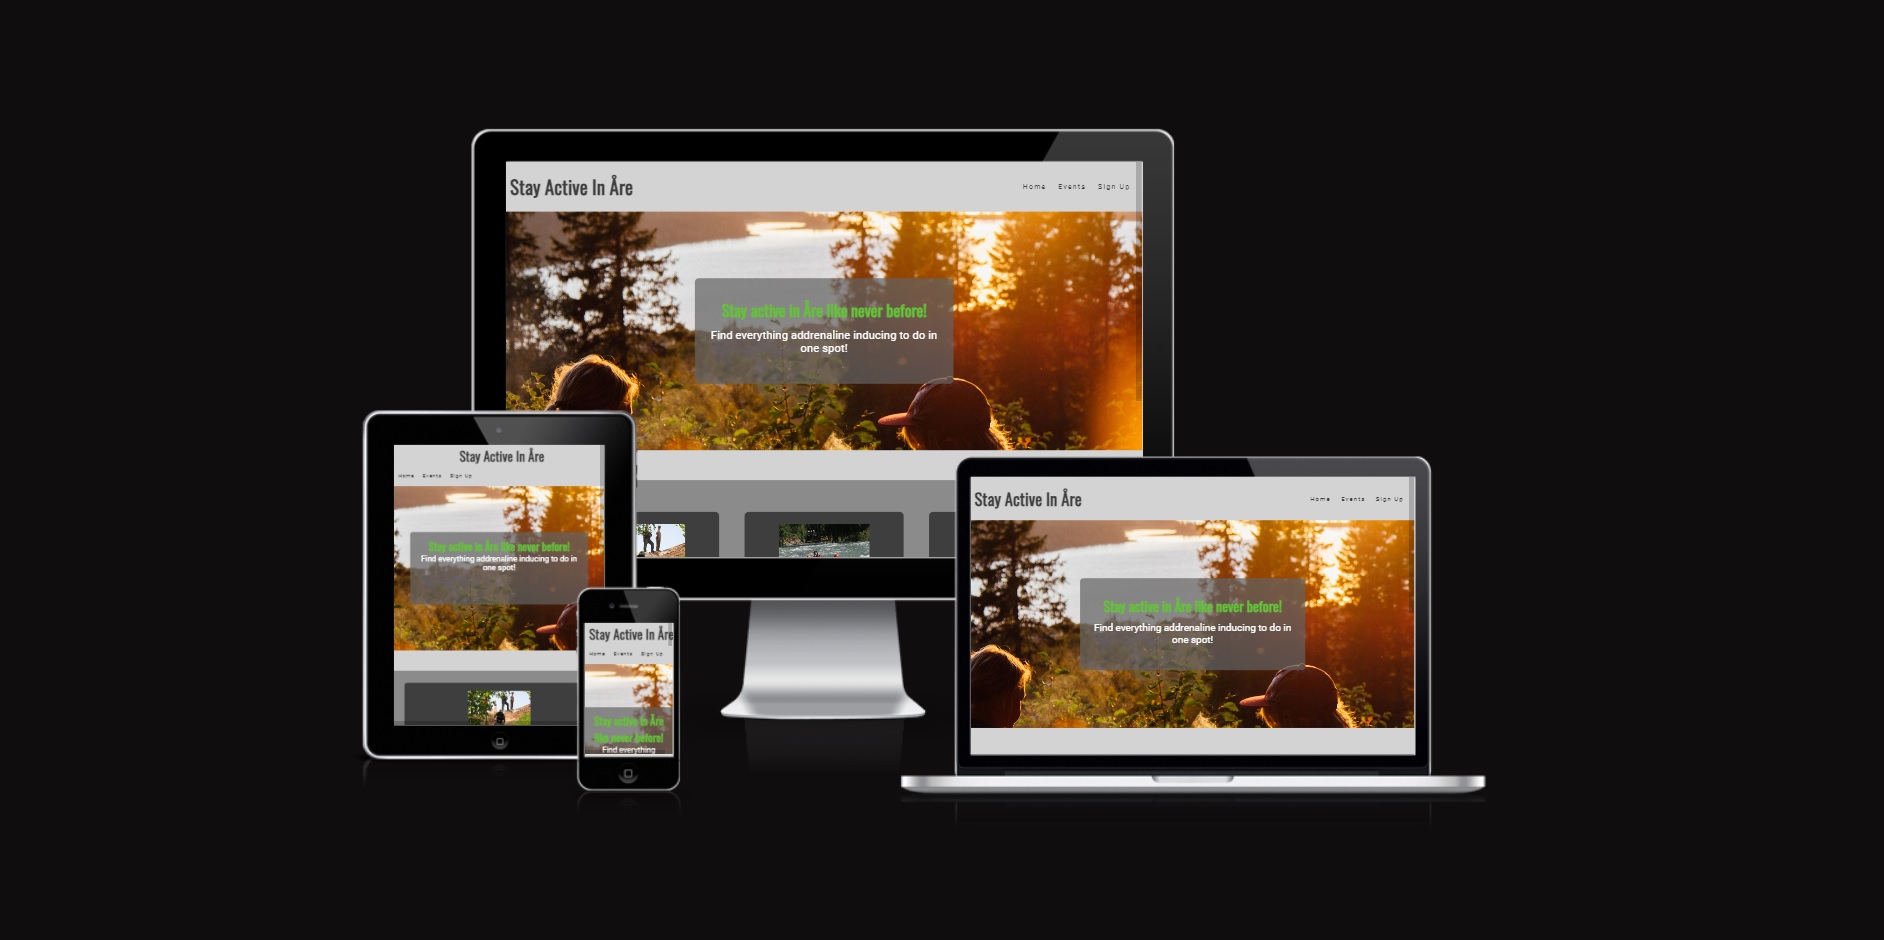 Stay Active In Åre
Home Events Sign Up
Stay active in Åre like never before!
Find everything addrenaline inducing to do in
one spot!
Stay Active In Åre
Home Events Sign Up
Stay active in Åre like never before!
Find everything addrenaline inducing to do in
one spot!
Stay Active In Åre
Home Events Sign Up
Stay active in Åre
like never before!
Find everything
Stay Active In Åre
Home Events Sign Up
Stay active in Åre like never before!
Find everything addrenaline inducing to do in
one spot!